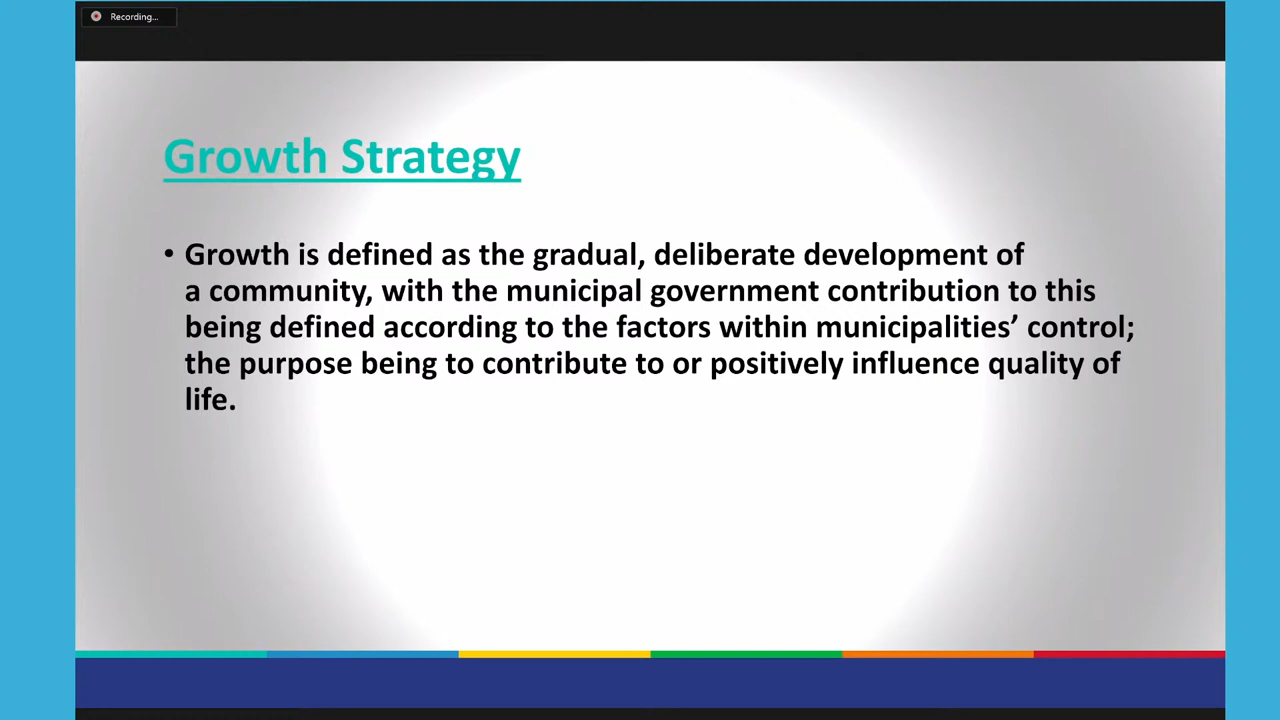 Recording...
Growth Strategy
• Growth is defined as the gradual, deliberate development of
a community, with the municipal government contribution to this
being defined according to the factors within municipalities’ control;
the purpose being to contribute to or positively influence quality of
life.